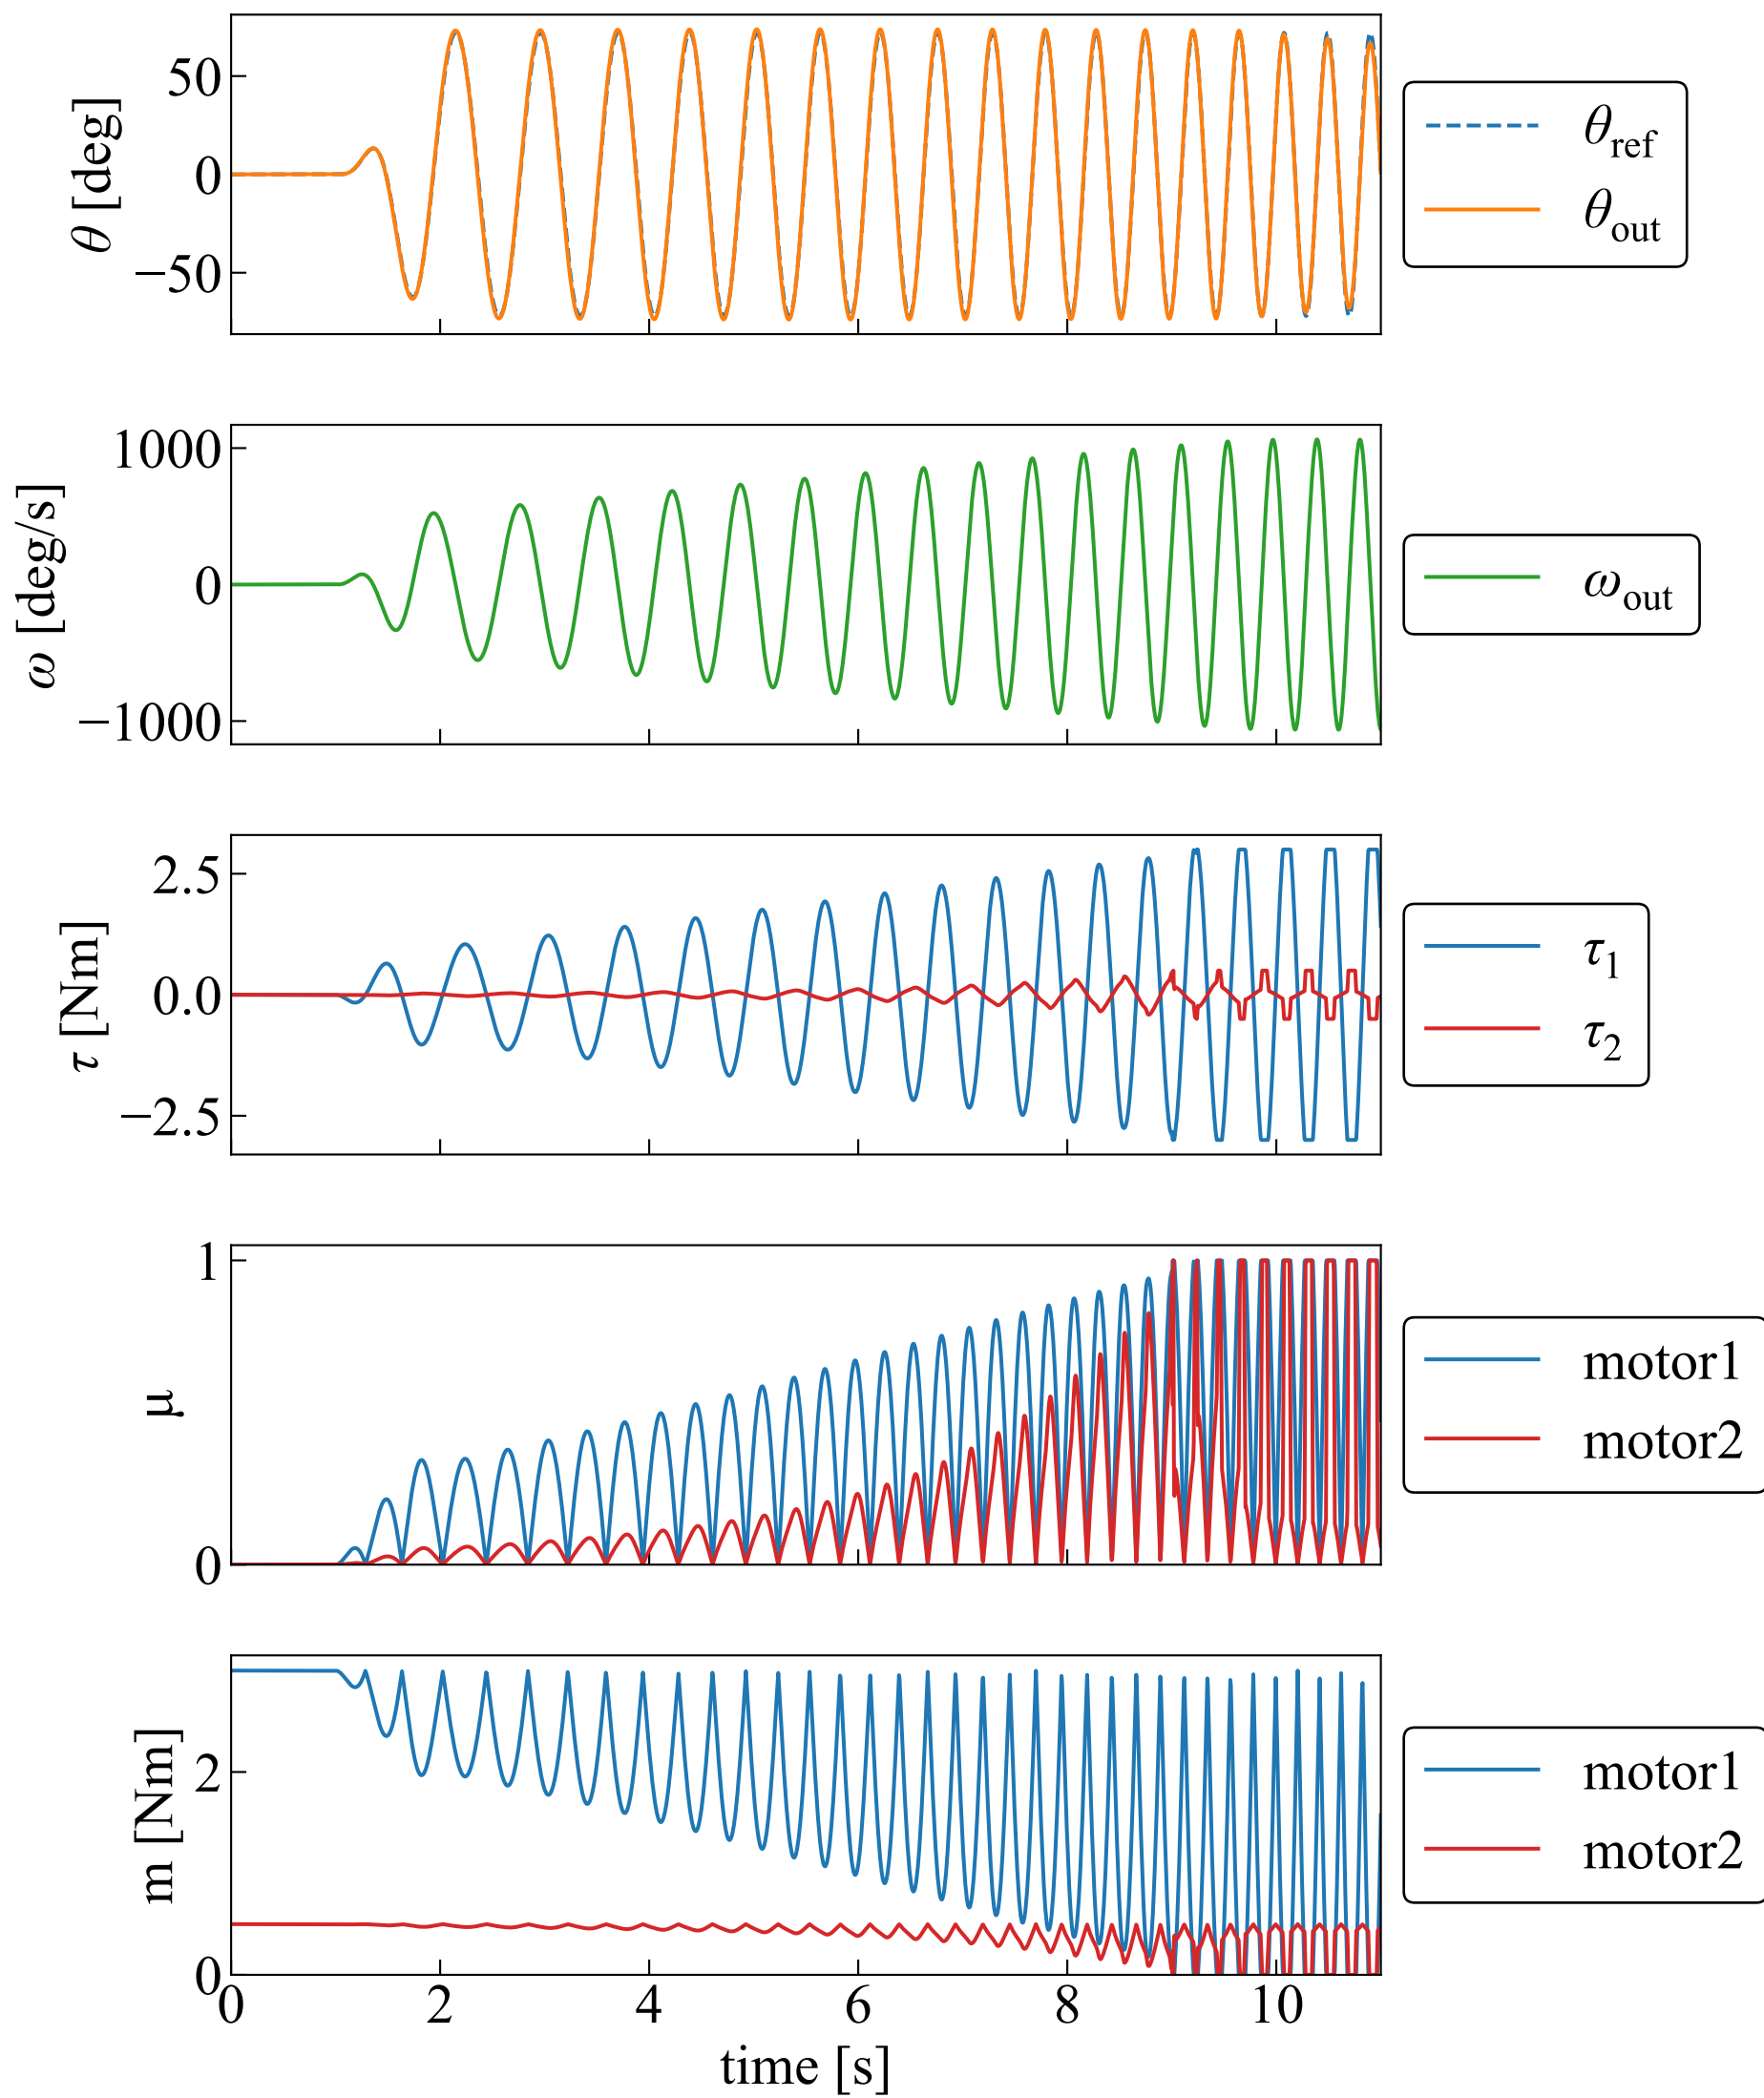 θ [deg]
50
0
−50
θref
θout
ω [deg/s]
1000
0
−1000
ωout
τ [Nm]
2.5
0.0
−2.5
τ1
τ2
μ
1
0
motor1
motor2
m [Nm]
2
0
motor1
motor2
0 2 4 6 8 10
time [s]